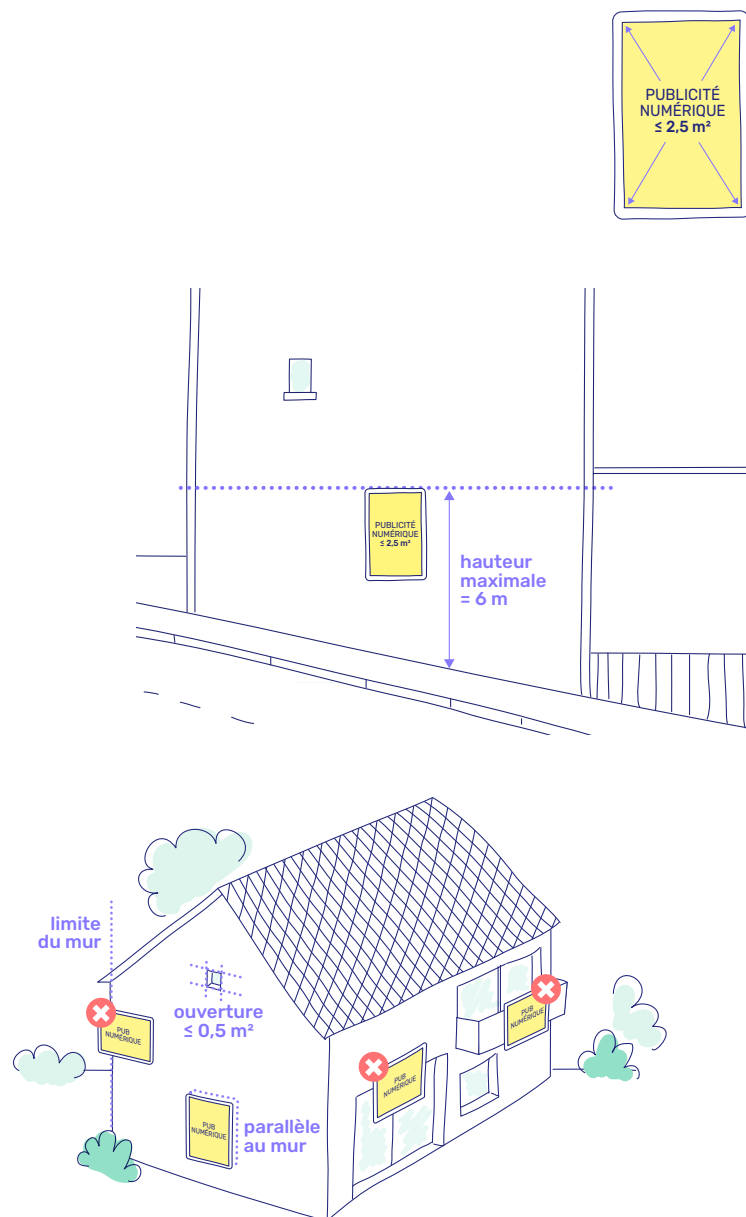 PUBLICITÉ
NUMÉRIQUE
≤ 2,5 m²
PUBLICITÉ
NUMÉRIQUE
≤ 2,5 m²
hauteur
maximale
= 6 m
limite
du mur
ouverture
≤ 0,5 m²
PUB
NUMÉRIQUE
PUB
NUMÉRIQUE
PUB
NUMÉRIQUE
PUB
NUMÉRIQUE
parallèle
au mur